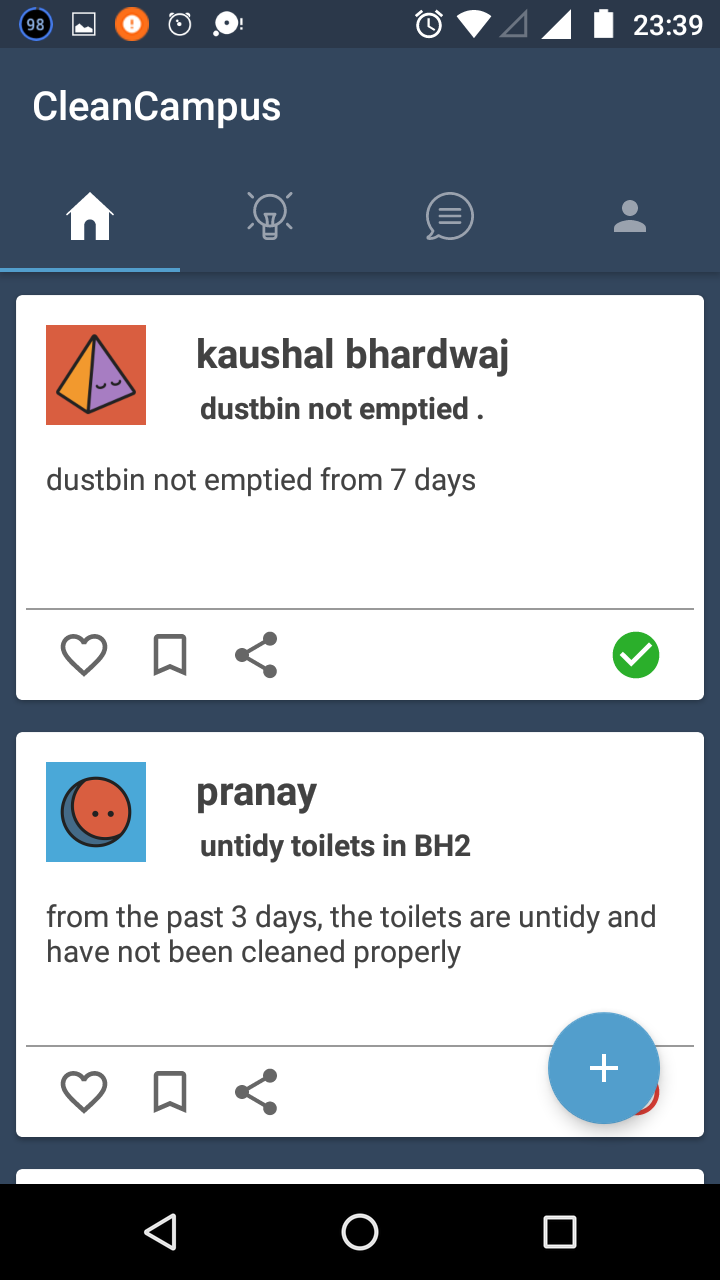 98
23:39
CleanCampus
kaushal bhardwaj
dustbin not emptied .
dustbin not emptied from 7 days
pranay
untidy toilets in BH2
from the past 3 days, the toilets are untidy and
have not been cleaned properly